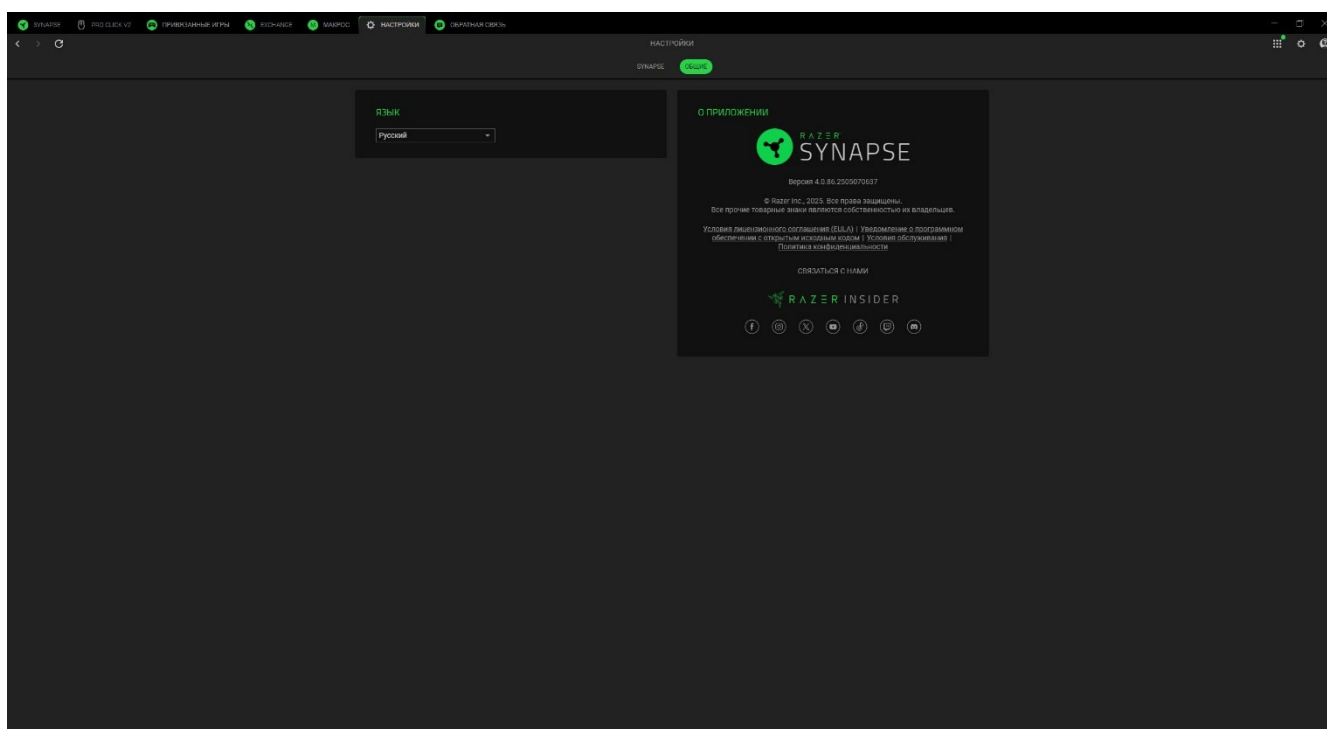 SYNAPSE PRO CLICK V2 ПРИВЯЗАННЫЕ ИГРЫ EXCHANGE МАКРОС НАСТРОЙКИ ОБРАТНАЯ СВЯЗЬ
НАСТРОЙКИ
SYNAPSE ОБЩИЕ
ЯЗЫК
Русский
О ПРИЛОЖЕНИИ
RAZER
SYNAPSE
Версия 4.0.86.2505070637
© Razer Inc., 2025. Все права защищены.
Все прочие товарные знаки являются собственностью их владельцев.
Условия лицензионного соглашения (EULA) | Уведомление о программном
обеспечении с открытым исходным кодом | Условия обслуживания |
Политика конфиденциальности
СВЯЗАТЬСЯ С НАМИ
RAZER INSIDER